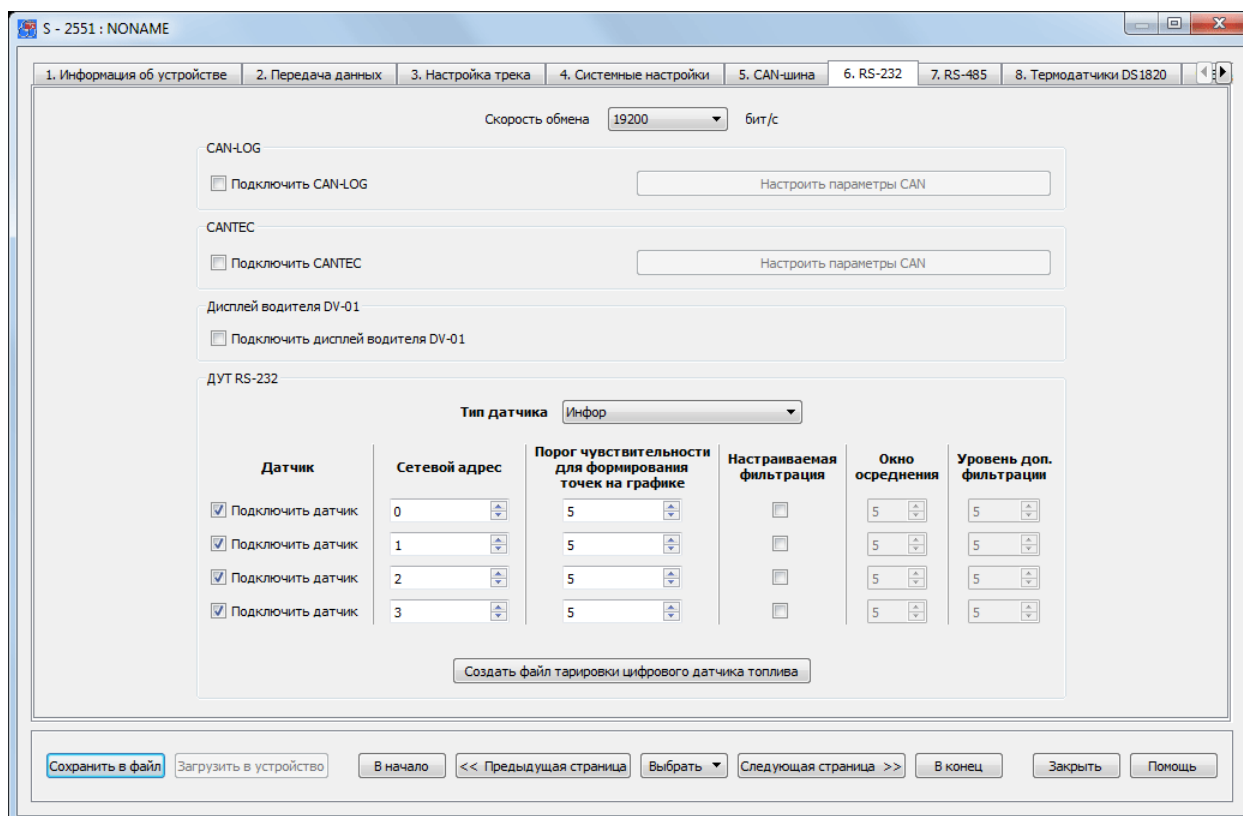 S - 2551 : NONAME
1. Информация об устройстве 2. Передача данных 3. Настройка трека 4. Системные настройки 5. CAN-шина 6. RS-232 7. RS-485 8. Термодатчики DS1820
Скорость обмена 19200 бит/с
CAN-LOG
Подключить CAN-LOG Настроить параметры CAN
CANTEC
Подключить CANTEC Настроить параметры CAN
Дисплей водителя DV-01
Подключить дисплей водителя DV-01
ДУТ RS-232
Тип датчика Инфор
Датчик Сетевой адрес Порог чувствительности для формирования точек на графике Настраиваемая фильтрация Окно осреднения Уровень доп. фильтрации
Подключить датчик 0 5 5 5
Подключить датчик 1 5 5 5
Подключить датчик 2 5 5 5
Подключить датчик 3 5 5 5
Создать файл тарировки цифрового датчика топлива
Сохранить в файл Загрузить в устройство В начало << Предыдущая страница Выбрать Следующая страница >> В конец Закрыть Помощь